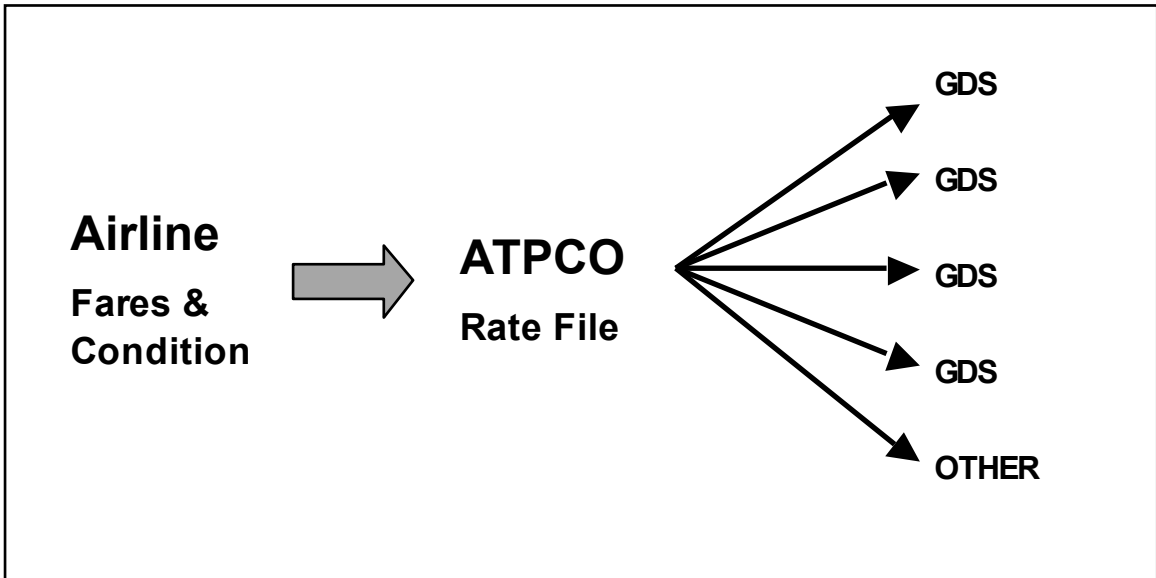 Airline
Fares &
Condition
ATPCO
Rate File
GDS
GDS
GDS
GDS
OTHER